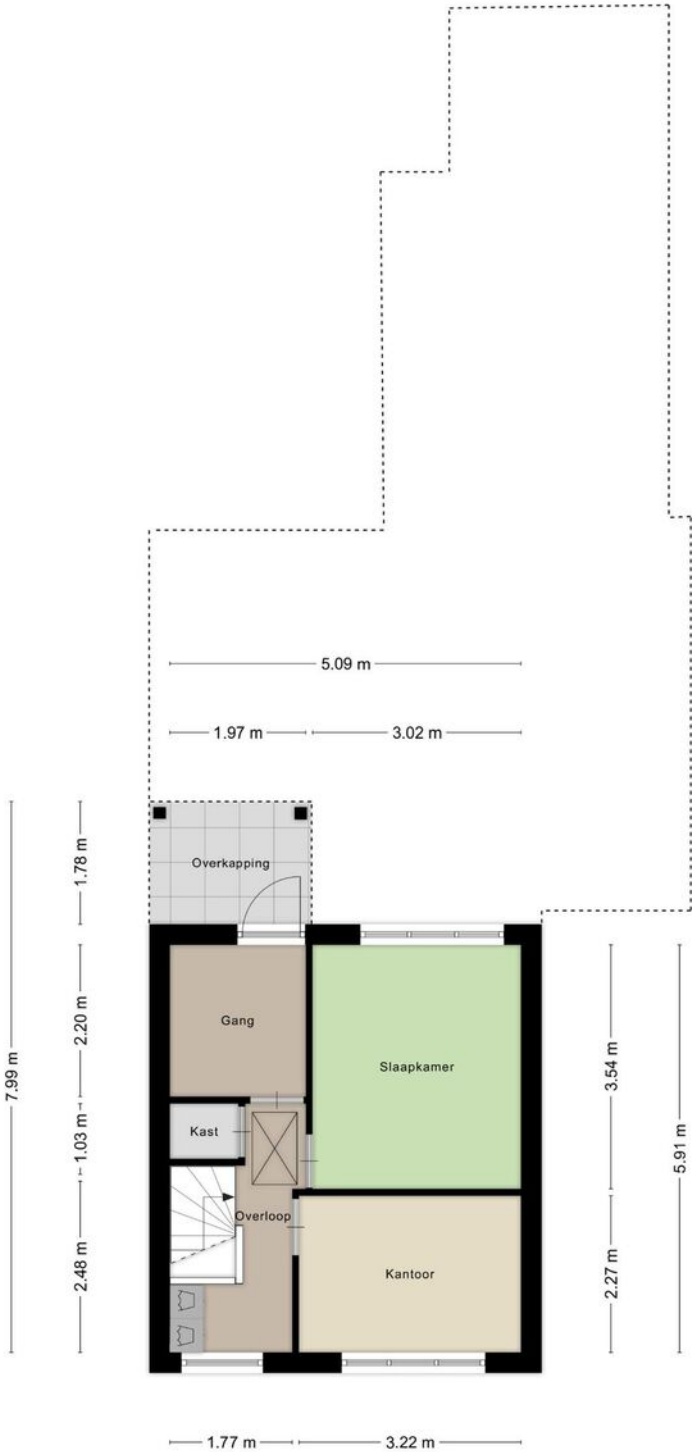 5.09 m
1.97 m
3.02 m
Overkapping
1.78 m
Gang
2.20 m
Slaapkamer
3.54 m
7.99 m
Kast
1.03 m
5.91 m
Overloop
2.48 m
Kantoor
2.27 m
1.77 m
3.22 m